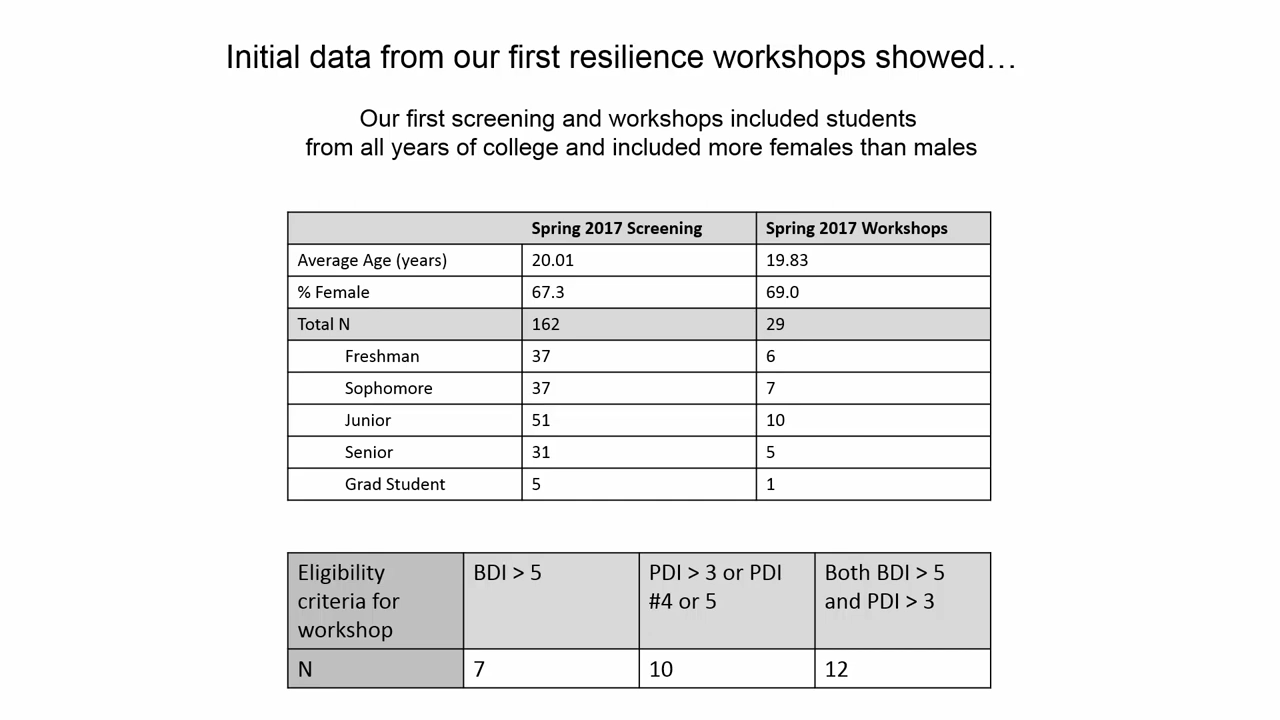 Initial data from our first resilience workshops showed…
Our first screening and workshops included students
from all years of college and included more females than males
Spring 2017 Screening Spring 2017 Workshops
Average Age (years) 20.01 19.83
% Female 67.3 69.0
Total N 162 29
Freshman 37 6
Sophomore 37 7
Junior 51 10
Senior 31 5
Grad Student 5 1
Eligibility criteria for workshop BDI > 5 PDI > 3 or PDI #4 or 5 Both BDI > 5 and PDI > 3
N 7 10 12